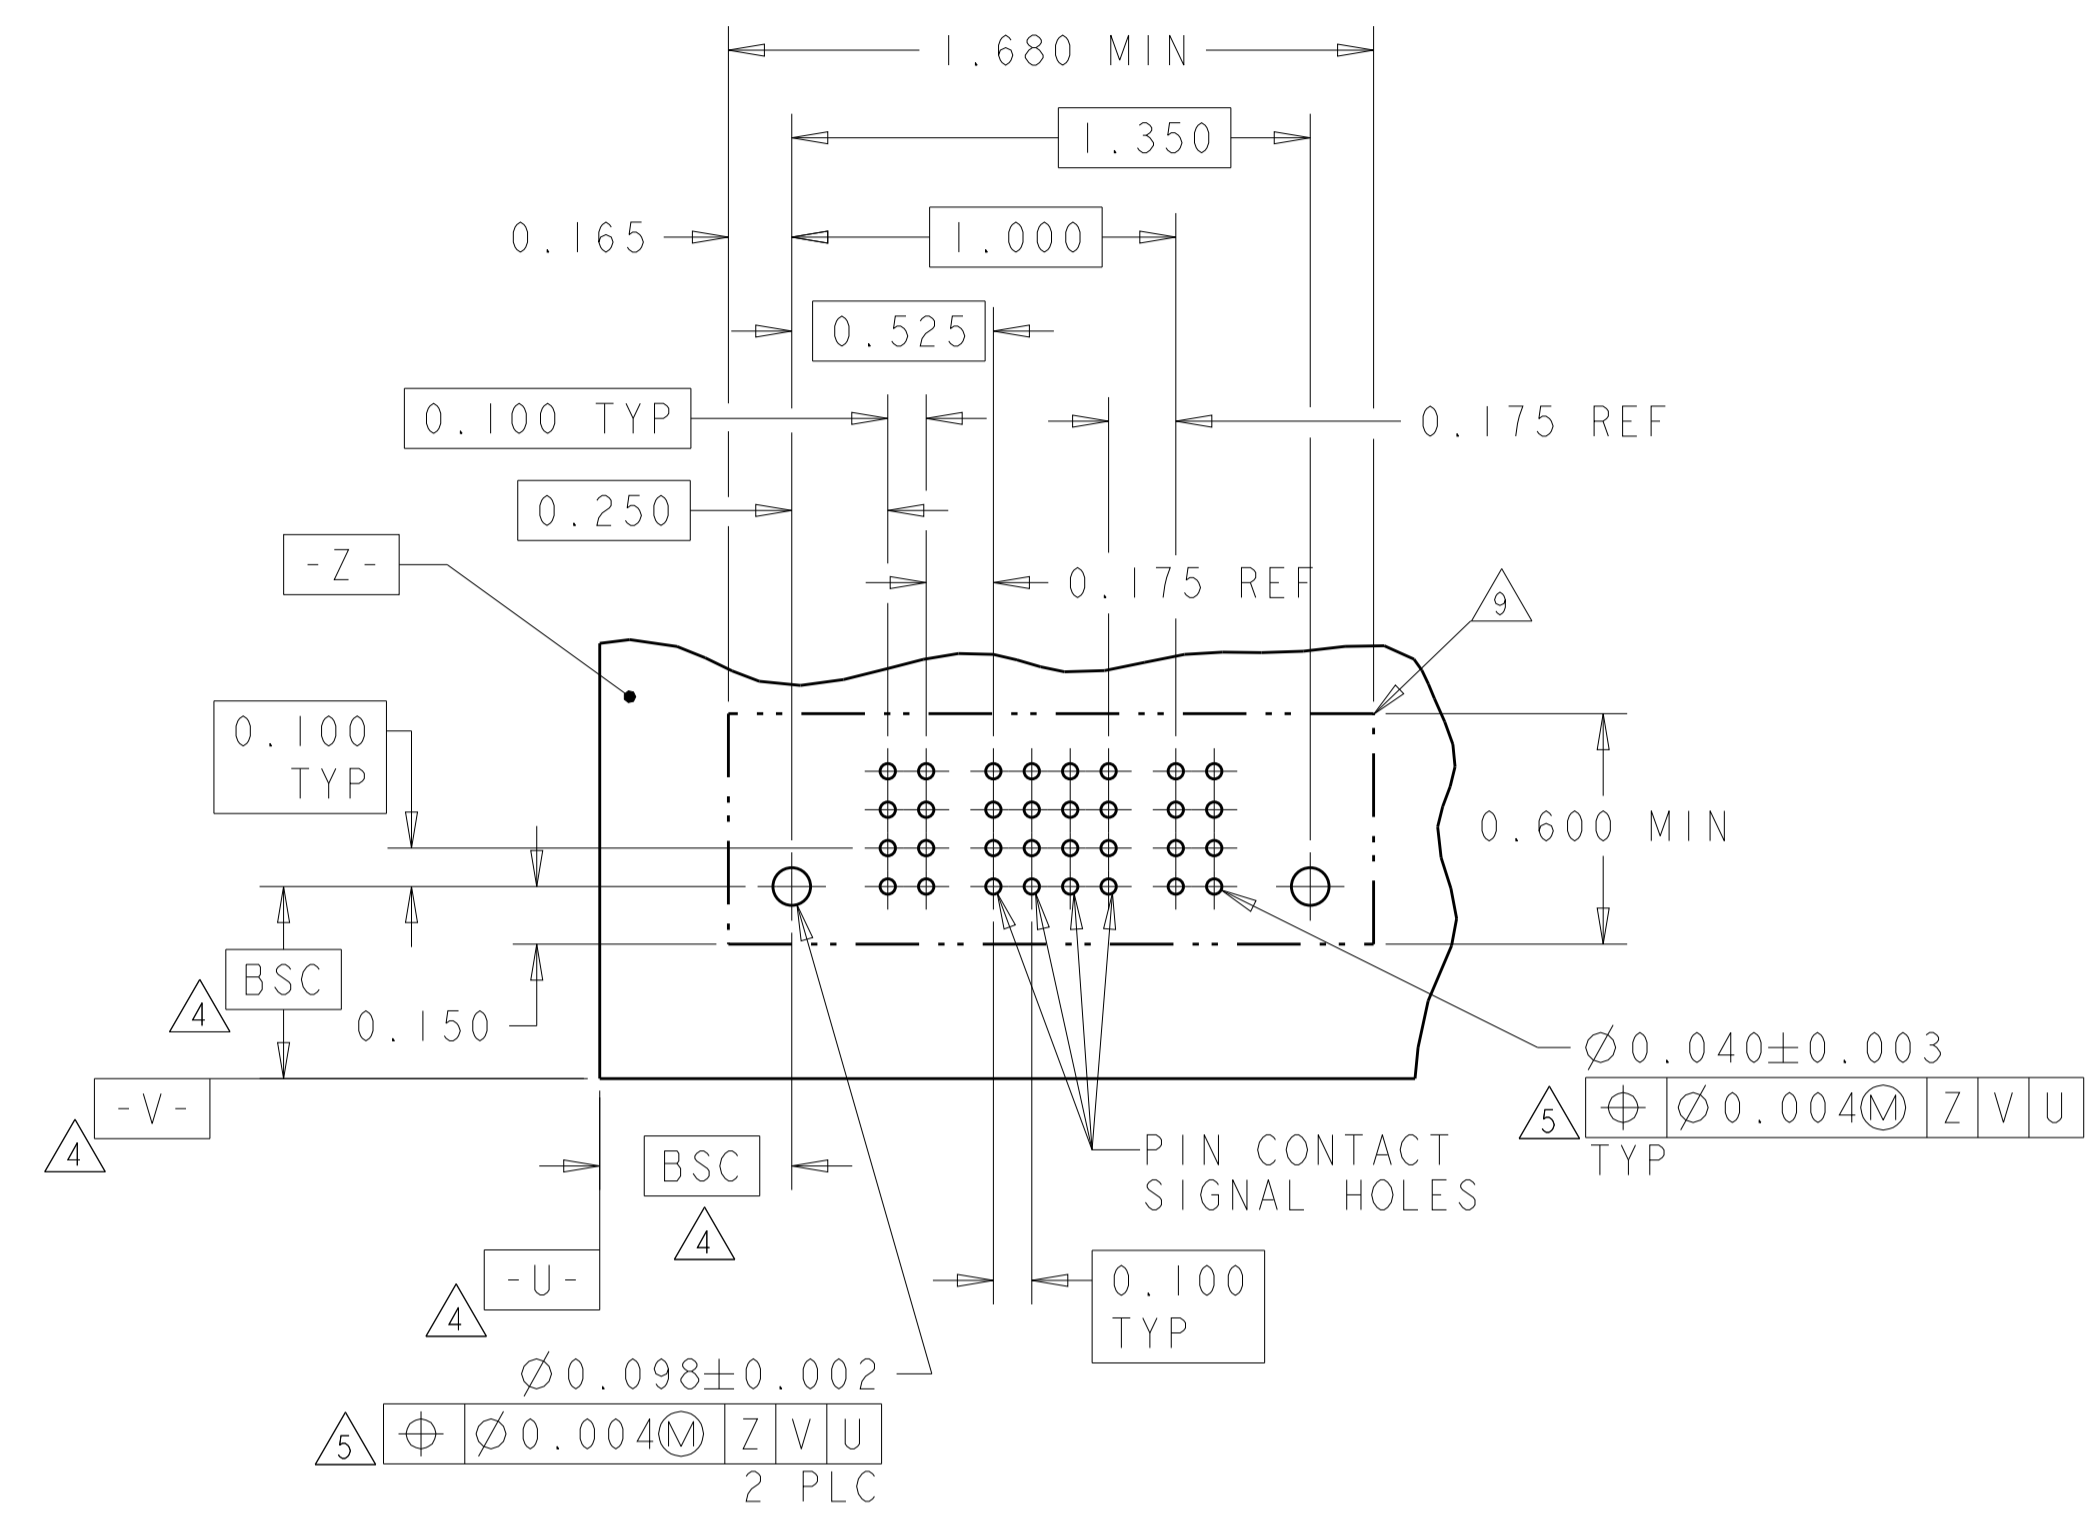 1.680 MIN
1.350
0.165
1.000
0.525
0.100 TYP
0.175 REF
0.250
-Z-
0.175 REF
9
0.100
TYP
0.600 MIN
BSC
4
0.150
-V-
4
Ø0.040±0.003
5 ⌖ Ø0.004Ⓜ Z V U
TYP
PIN CONTACT
SIGNAL HOLES
BSC
4
-U-
4
0.100
TYP
Ø0.098±0.002
5 ⌖ Ø0.004Ⓜ Z V U
2 PLC